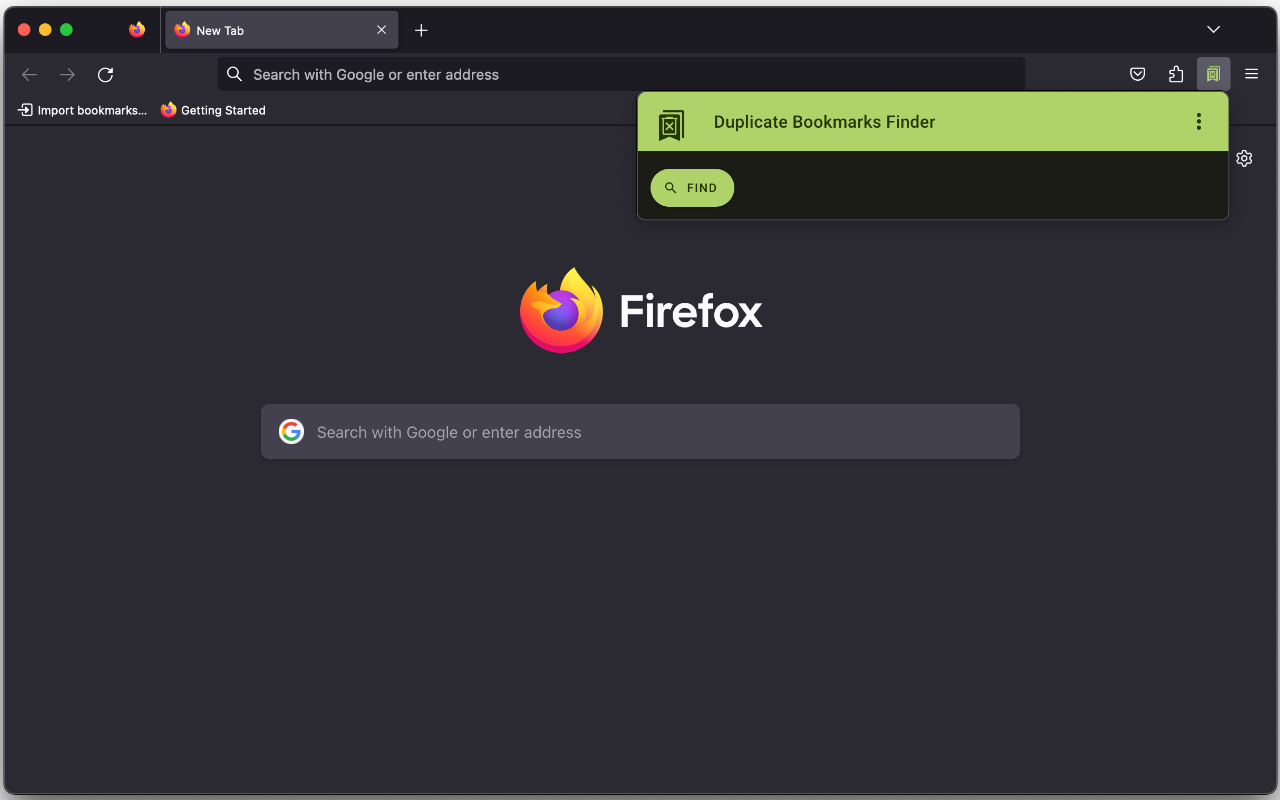 New Tab
Search with Google or enter address
Import bookmarks...
Getting Started
Duplicate Bookmarks Finder
FIND
Firefox
Search with Google or enter address